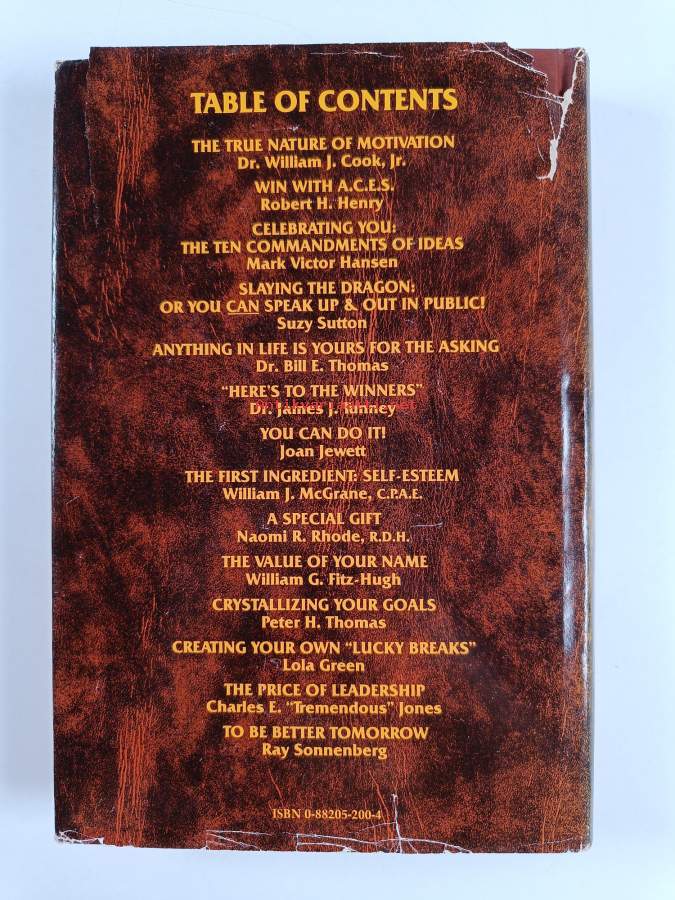 TABLE OF CONTENTS
THE TRUE NATURE OF MOTIVATION
Dr. William J. Cook, Jr.
WIN WITH A.C.E.S.
Robert H. Henry
CELEBRATING YOU:
THE TEN COMMANDMENTS OF IDEAS
Mark Victor Hansen
SLAYING THE DRAGON:
OR YOU CAN SPEAK UP & OUT IN PUBLIC!
Suzy Sutton
ANYTHING IN LIFE IS YOURS FOR THE ASKING
Dr. Bill E. Thomas
"HERE'S TO THE WINNERS"
Dr. James J.
YOU CAN DO IT!
Joan Jewett
THE FIRST INGREDIENT: SELF-ESTEEM
William J. McGrane, C.P.A.E.
A SPECIAL GIFT
Naomi R. Rhode, R.D.H.
THE VALUE OF YOUR NAME
William G. Fitz-Hugh
CRYSTALLIZING YOUR GOALS
Peter H. Thomas
CREATING YOUR OWN "LUCKY BREAKS"
Lola Green
THE PRICE OF LEADERSHIP
Charles E. "Tremendous" Jones
TO BE BETTER TOMORROW
Ray Sonnenberg
ISBN 0-88205-200-4